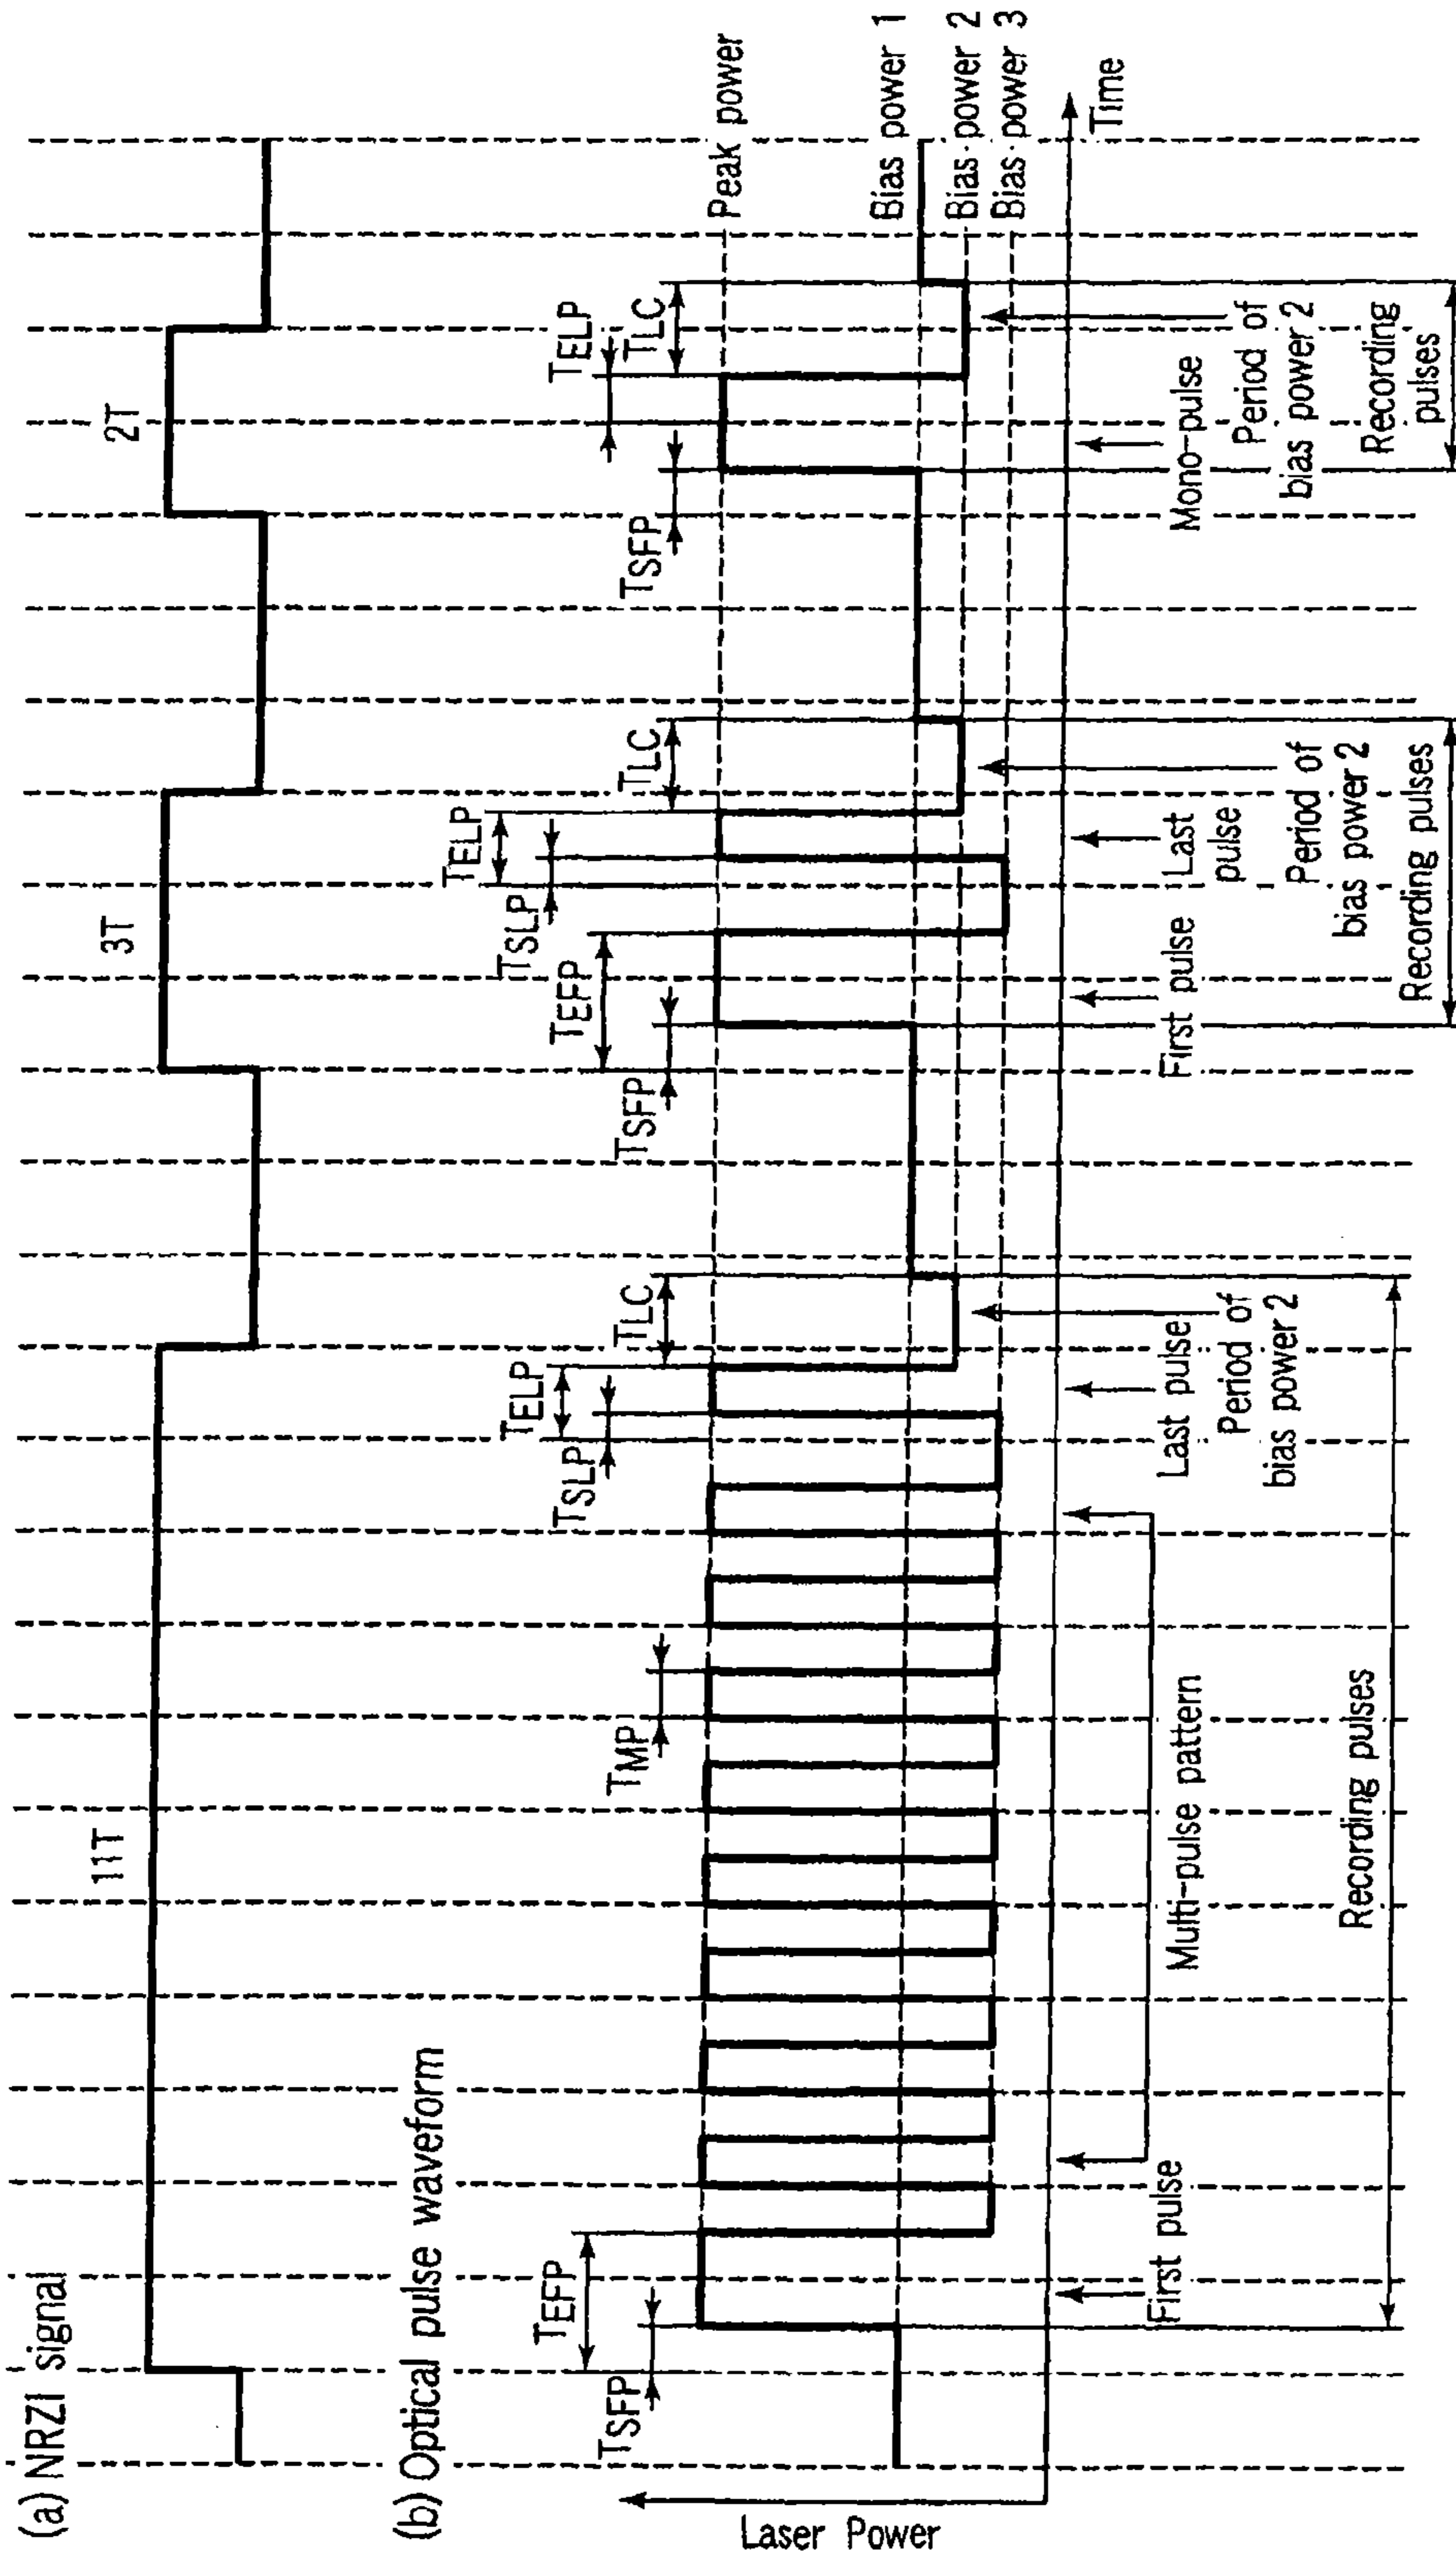 (a) NRZI signal
11T
3T
2T
(b) Optical pulse waveform
TSFP
TEFP
TMP
TSLP
TELP
TLC
TSFP
TEFP
TSLP
TELP
TLC
TSFP
TELP
TLC
Peak power
Bias power 1
Bias power 2
Bias power 3
Laser Power
Time
First pulse
Multi-pulse pattern
Last pulse
Period of
bias power 2
Recording pulses
First pulse
Last
pulse
Period of
bias power 2
Recording pulses
Mono-pulse
Period of
bias power 2
Recording
pulses